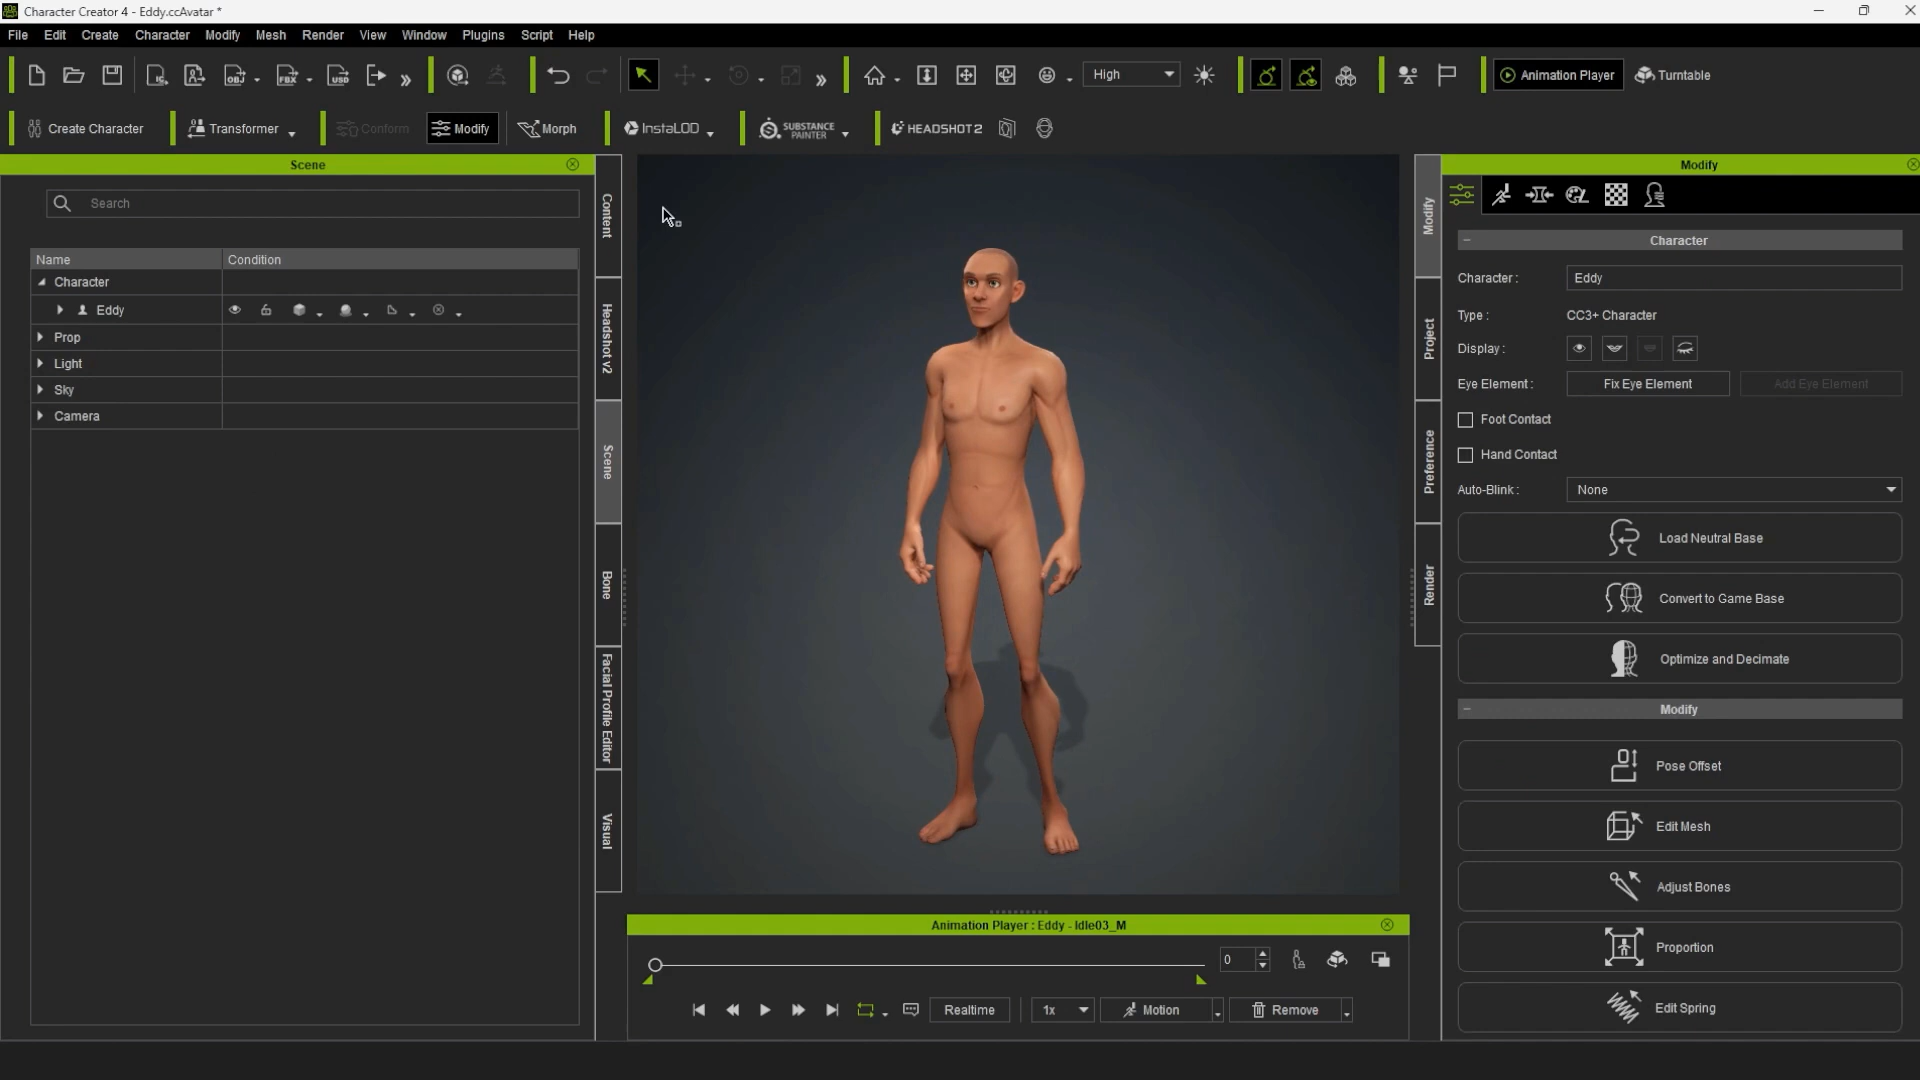 Character Creator 4 - Eddy.ccAvatar *
File Edit Create Character Modify Mesh Render View Window Plugins Script Help
High
Animation Player
Turntable
Create Character
Transformer
Conform
Modify
Morph
InstaLOD
SUBSTANCE PAINTER
HEADSHOT 2
Scene
Search
Name Condition
Character
Eddy
Prop
Light
Sky
Camera
Content
Headshot v2
Scene
Bone
Facial Profile Editor
Visual
Animation Player : Eddy - Idle03_M
0
Realtime
1x
Motion
Remove
Modify
Project
Preference
Render
Modify
Character
Character : Eddy
Type : CC3+ Character
Display :
Eye Element : Fix Eye Element Add Eye Element
Foot Contact
Hand Contact
Auto-Blink : None
Load Neutral Base
Convert to Game Base
Optimize and Decimate
Modify
Pose Offset
Edit Mesh
Adjust Bones
Proportion
Edit Spring